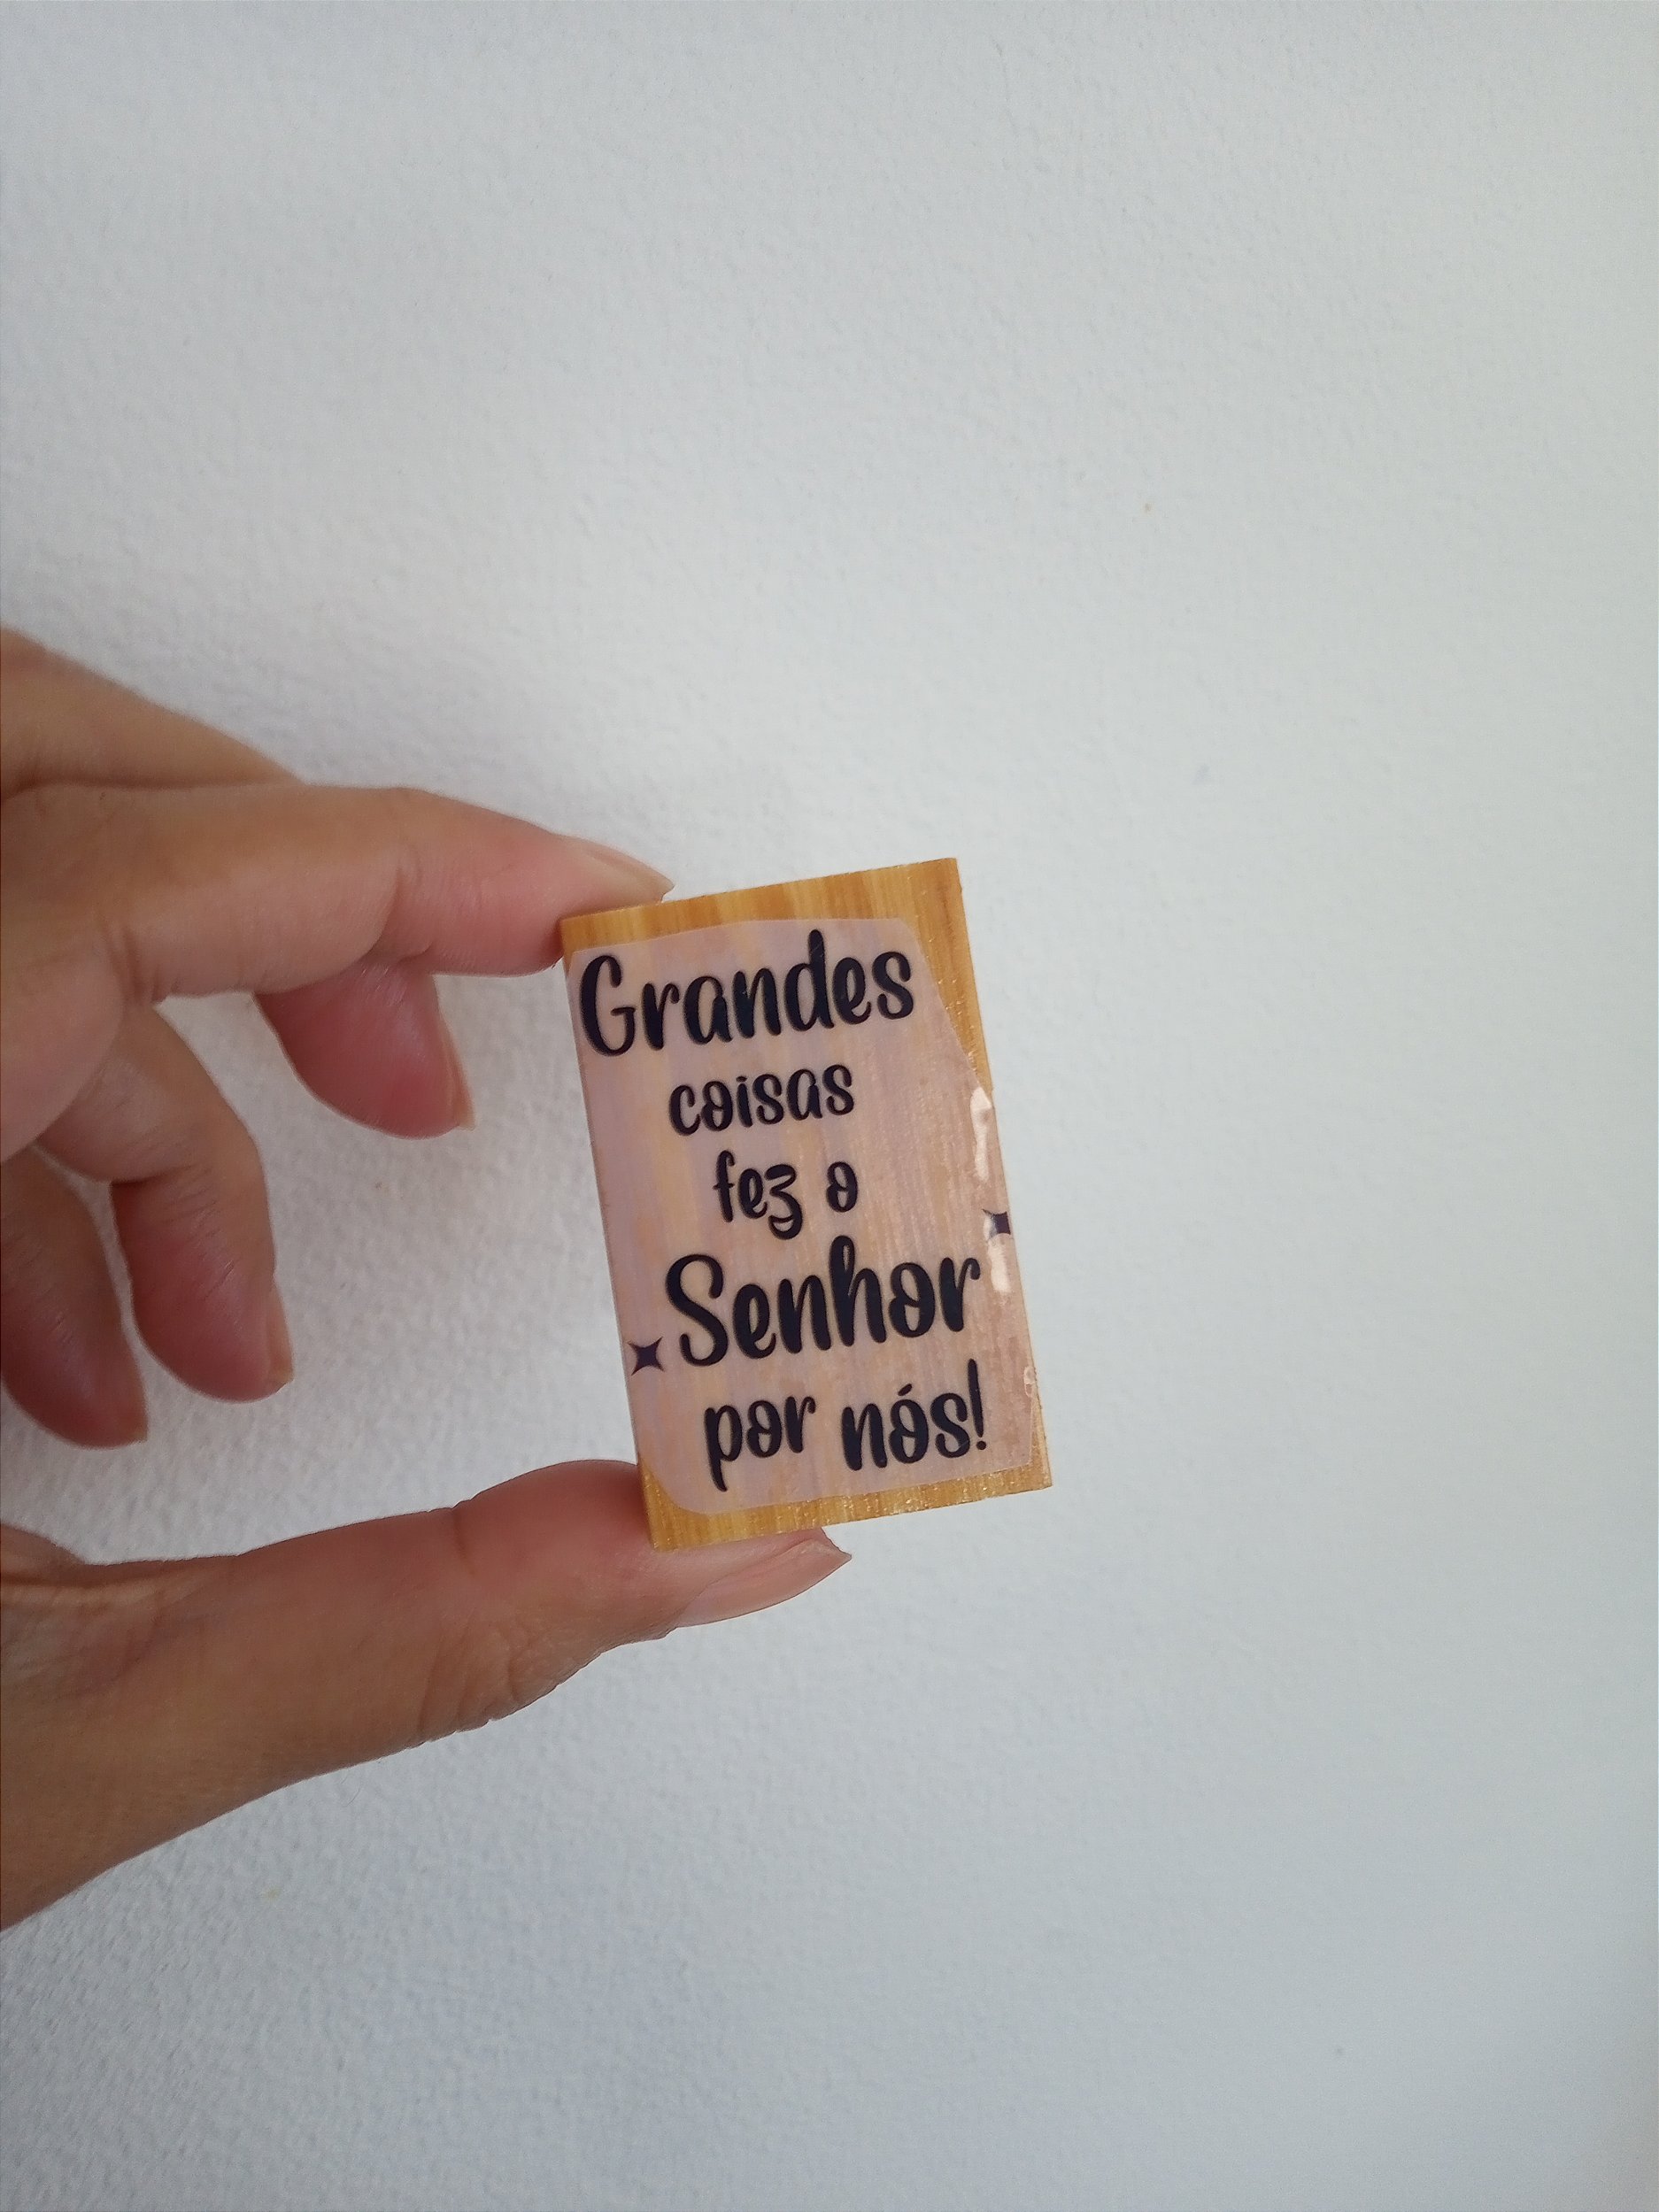 Grandes
coisas
fez o
Senhor
por nós!